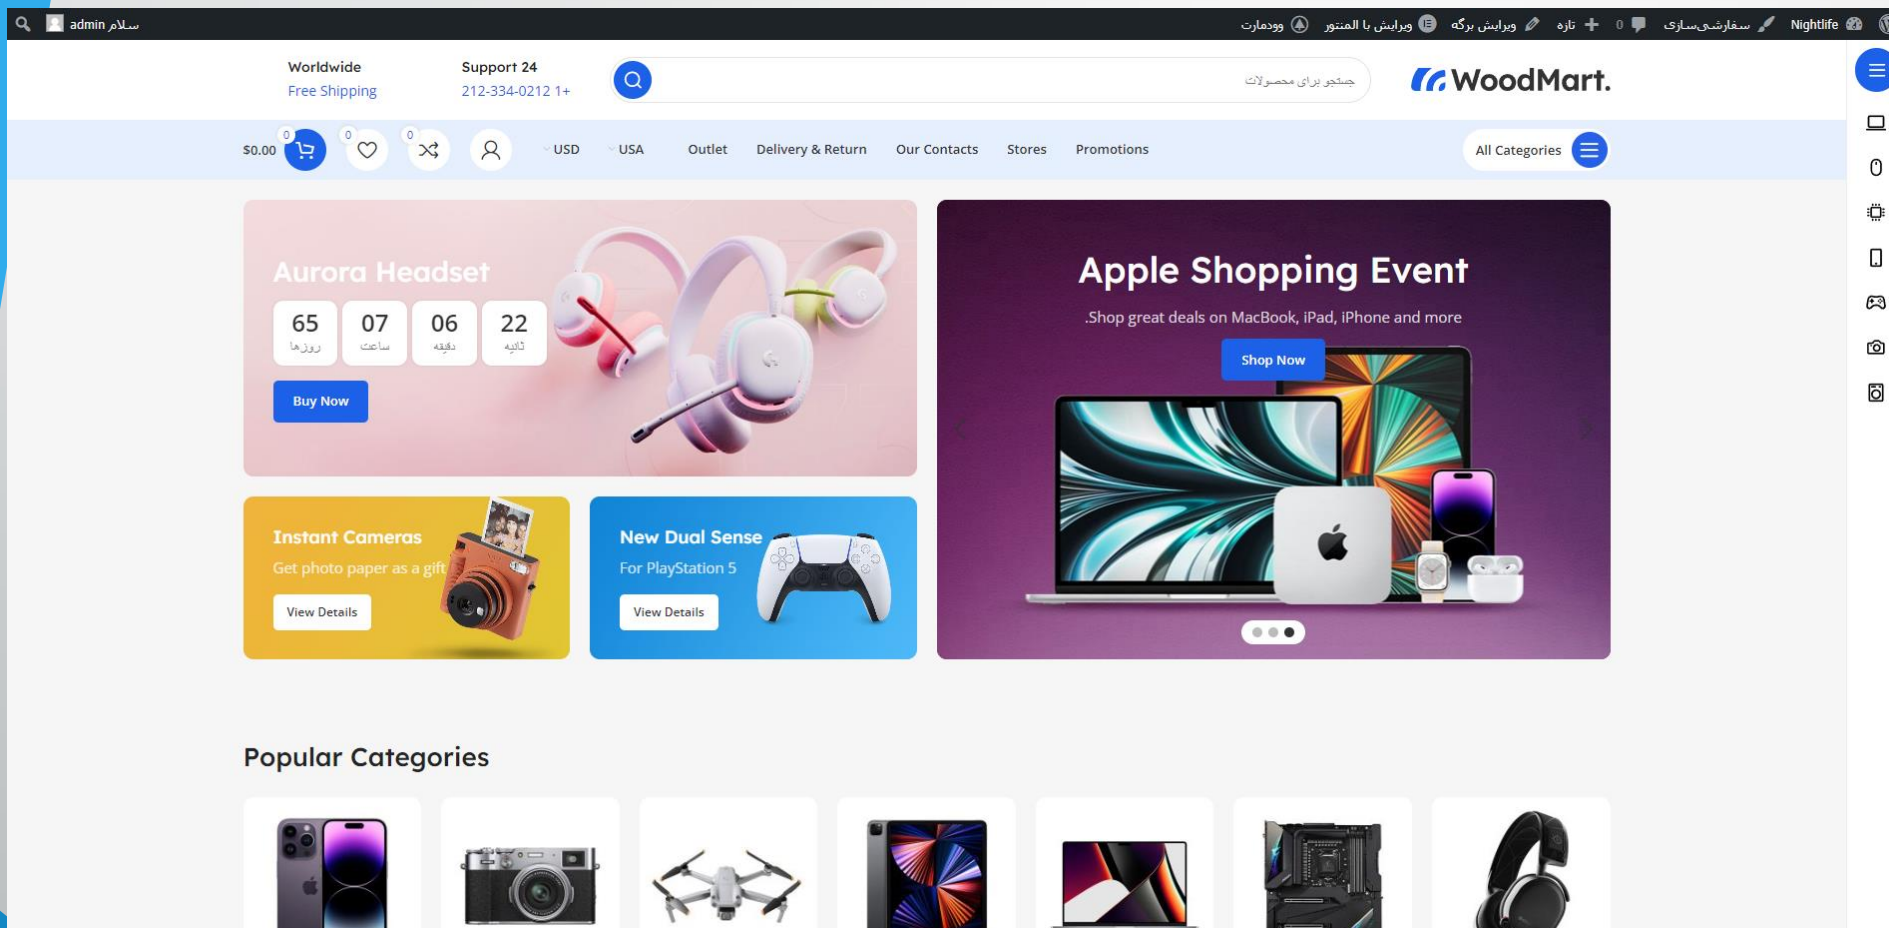 سلام admin
وودمارت
ویرایش با المنتور
ویرایش برگه
تازه
0
سفارشی‌سازی
Nightlife
Worldwide
Free Shipping
Support 24
212-334-0212 1+
جستجو برای محصولات
WoodMart.
$0.00
0
0
0
USD
USA
Outlet
Delivery & Return
Our Contacts
Stores
Promotions
All Categories
Aurora Headset
65 07 06 22
روزها ساعت دقیقه ثانیه
Buy Now
Apple Shopping Event
.Shop great deals on MacBook, iPad, iPhone and more
Shop Now
Instant Cameras
Get photo paper as a gift
View Details
New Dual Sense
For PlayStation 5
View Details
Popular Categories